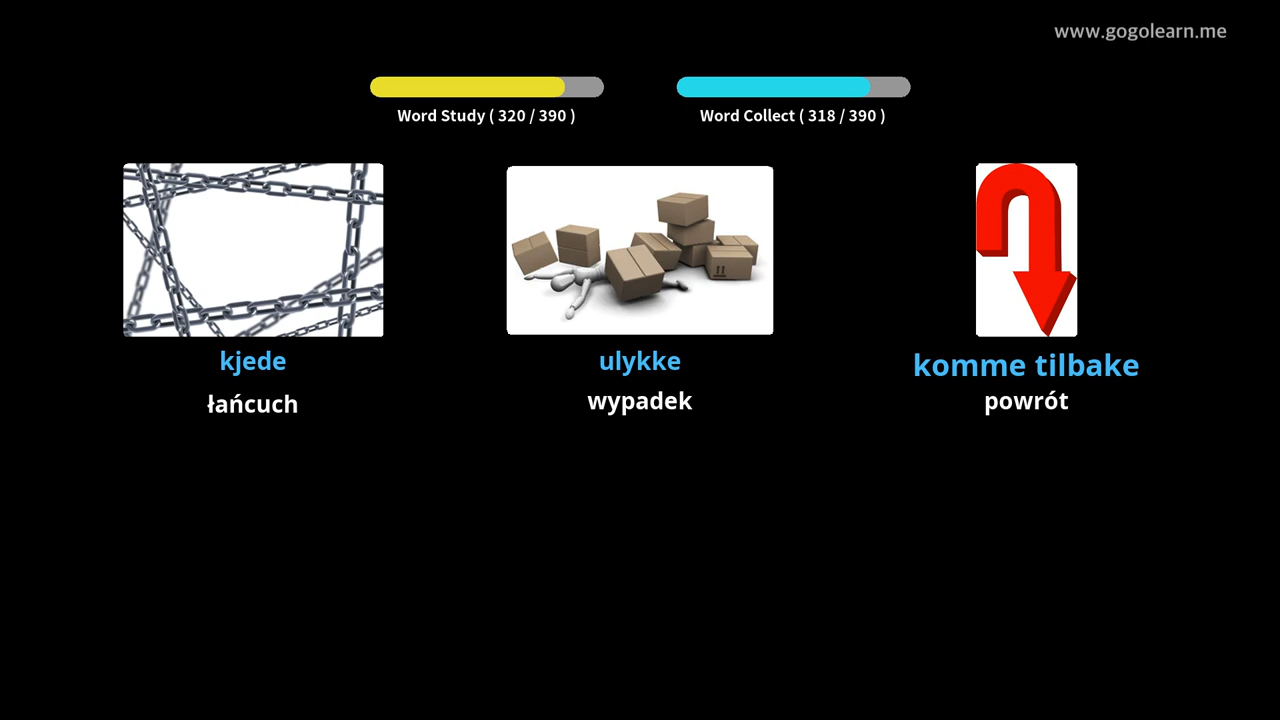 www.gogolearn.me
Word Study ( 320 / 390 )
Word Collect ( 318 / 390 )
kjede
łańcuch
ulykke
wypadek
komme tilbake
powrót